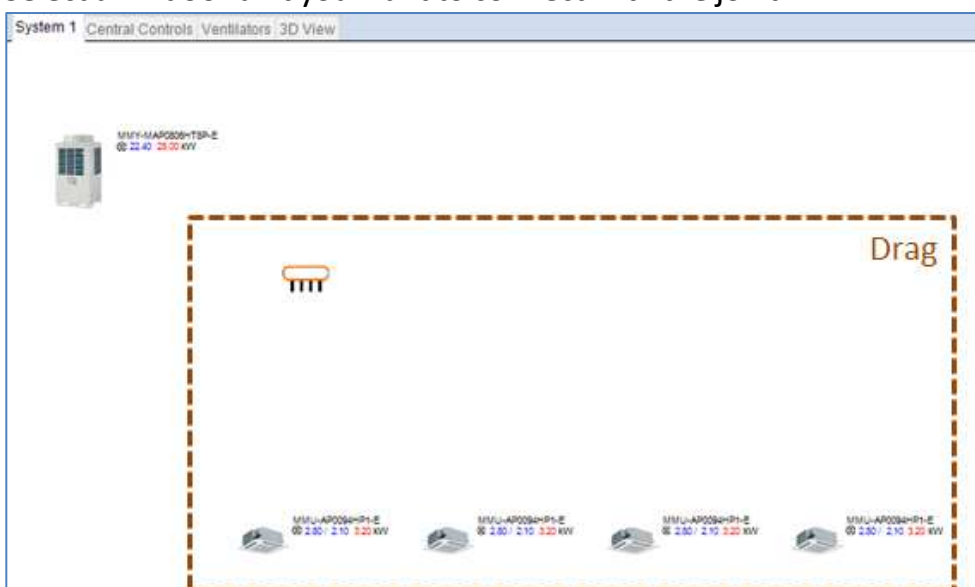 System 1 Central Controls Ventilators 3D View
MMY-MAP0806HT8P-E
22.40 25.00 kW
Drag
MMU-AP0094HP1-E MMU-AP0094HP1-E MMU-AP0094HP1-E MMU-AP0094HP1-E
2.80 / 2.10 3.20 kW 2.80 / 2.10 3.20 kW 2.80 / 2.10 3.20 kW 2.80 / 2.10 3.20 kW